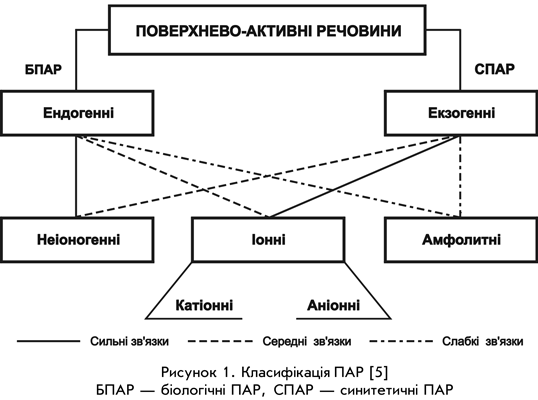 ПОВЕРХНЕВО-АКТИВНІ РЕЧОВИНИ
БПАР
СПАР
Ендогенні
Екзогенні
Неіоногенні
Іонні
Амфолитні
Катіонні
Аніонні
Сильні зв'язки
Середні зв'язки
Слабкі зв'язки
Рисунок 1. Класифікація ПАР [5]
БПАР — біологічні ПАР, СПАР — синитетичні ПАР